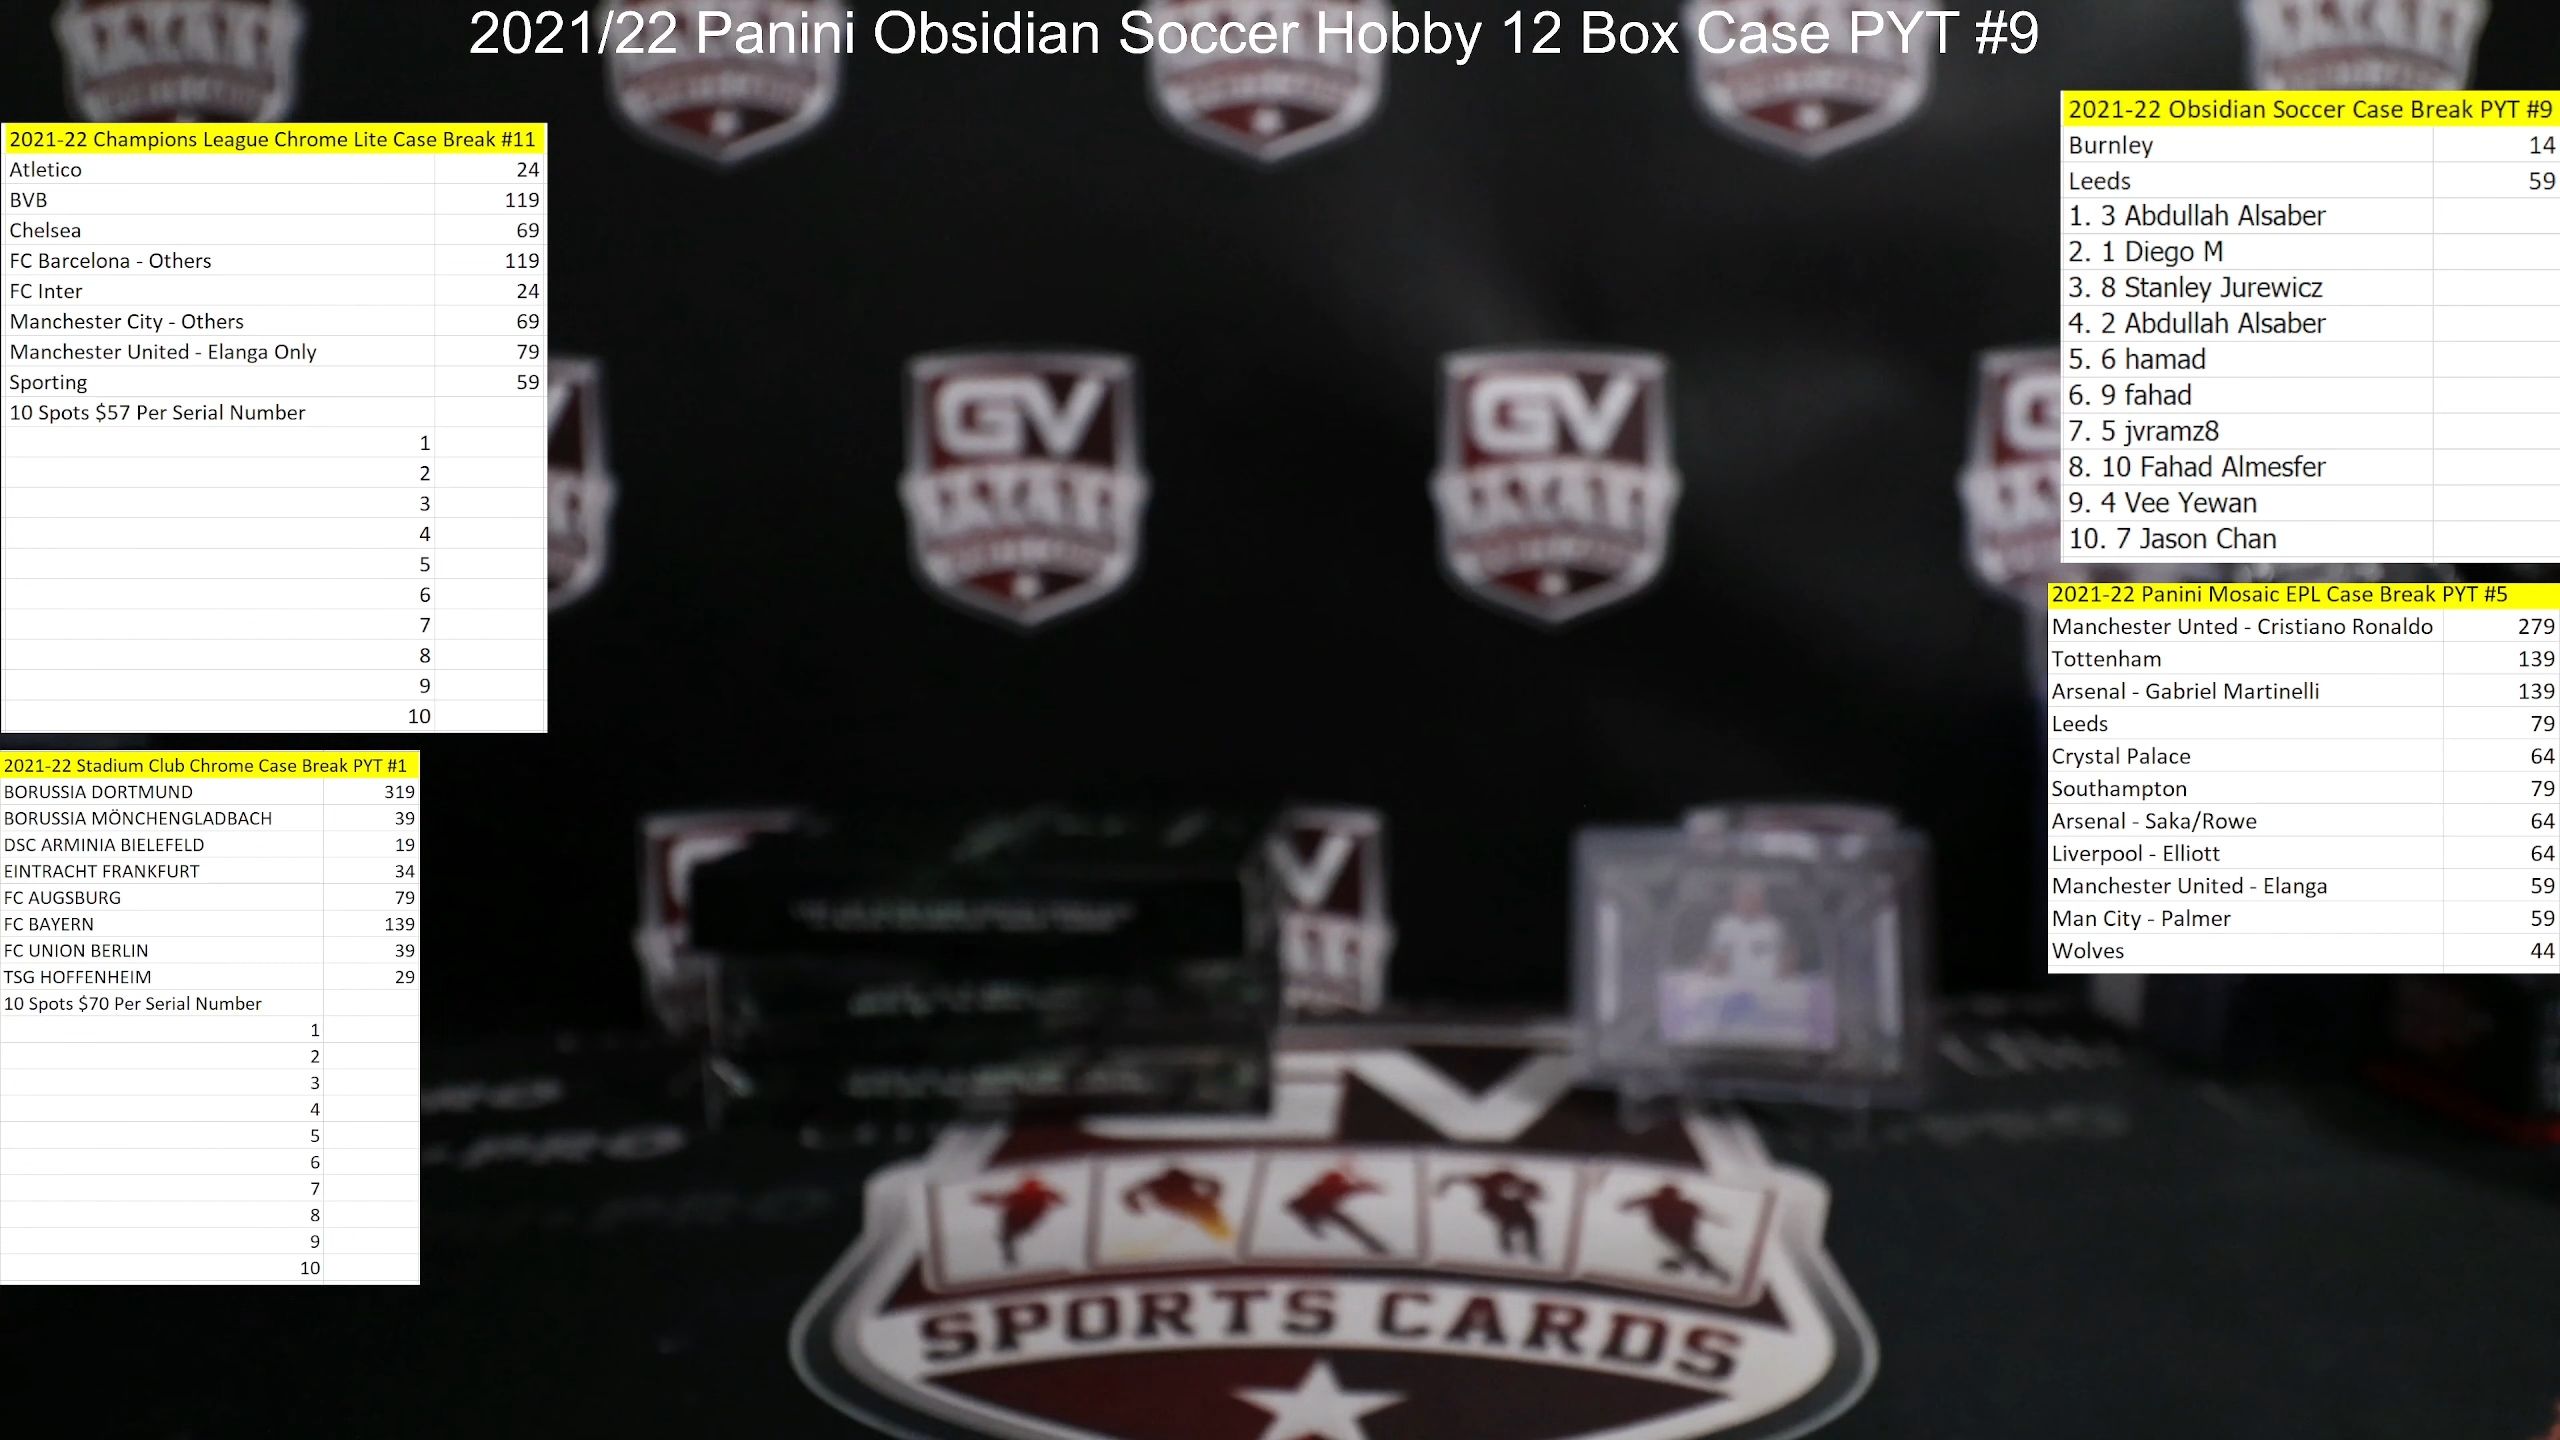 2021/22 Panini Obsidian Soccer Hobby 12 Box Case PYT #9
2021-22 Champions League Chrome Lite Case Break #11
Atletico 24
BVB 119
Chelsea 69
FC Barcelona - Others 119
FC Inter 24
Manchester City - Others 69
Manchester United - Elanga Only 79
Sporting 59
10 Spots $57 Per Serial Number
1
2
3
4
5
6
7
8
9
10
2021-22 Stadium Club Chrome Case Break PYT #1
BORUSSIA DORTMUND 319
BORUSSIA MÖNCHENGLADBACH 39
DSC ARMINIA BIELEFELD 19
EINTRACHT FRANKFURT 34
FC AUGSBURG 79
FC BAYERN 139
FC UNION BERLIN 39
TSG HOFFENHEIM 29
10 Spots $70 Per Serial Number
1
2
3
4
5
6
7
8
9
10
2021-22 Obsidian Soccer Case Break PYT #9
Burnley 14
Leeds 59
1. 3 Abdullah Alsaber
2. 1 Diego M
3. 8 Stanley Jurewicz
4. 2 Abdullah Alsaber
5. 6 hamad
6. 9 fahad
7. 5 jvramz8
8. 10 Fahad Almesfer
9. 4 Vee Yewan
10. 7 Jason Chan
2021-22 Panini Mosaic EPL Case Break PYT #5
Manchester Unted - Cristiano Ronaldo 279
Tottenham 139
Arsenal - Gabriel Martinelli 139
Leeds 79
Crystal Palace 64
Southampton 79
Arsenal - Saka/Rowe 64
Liverpool - Elliott 64
Manchester United - Elanga 59
Man City - Palmer 59
Wolves 44
GV
GV
SPORTS CARDS